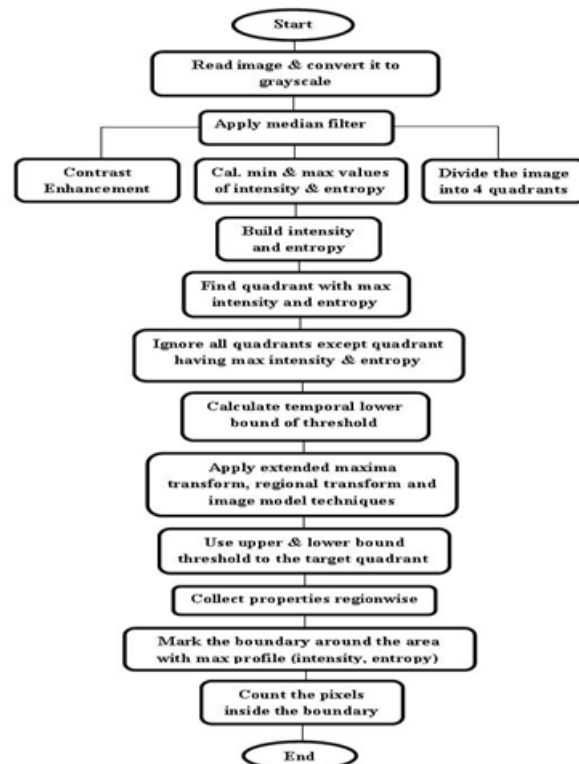 Start
Read image & convert it to
grayscale
Apply median filter
Contrast
Enhancement
Cal. min & max values
of intensity & entropy
Divide the image
into 4 quadrants
Build intensity
and entropy
Find quadrant with max
intensity and entropy
Ignore all quadrants except quadrant
having max intensity & entropy
Calculate temporal lower
bound of threshold
Apply extended maxima
transform, regional transform and
image model techniques
Use upper & lower bound
threshold to the target quadrant
Collect properties regionwise
Mark the boundary around the area
with max profile (intensity, entropy)
Count the pixels
inside the boundary
End